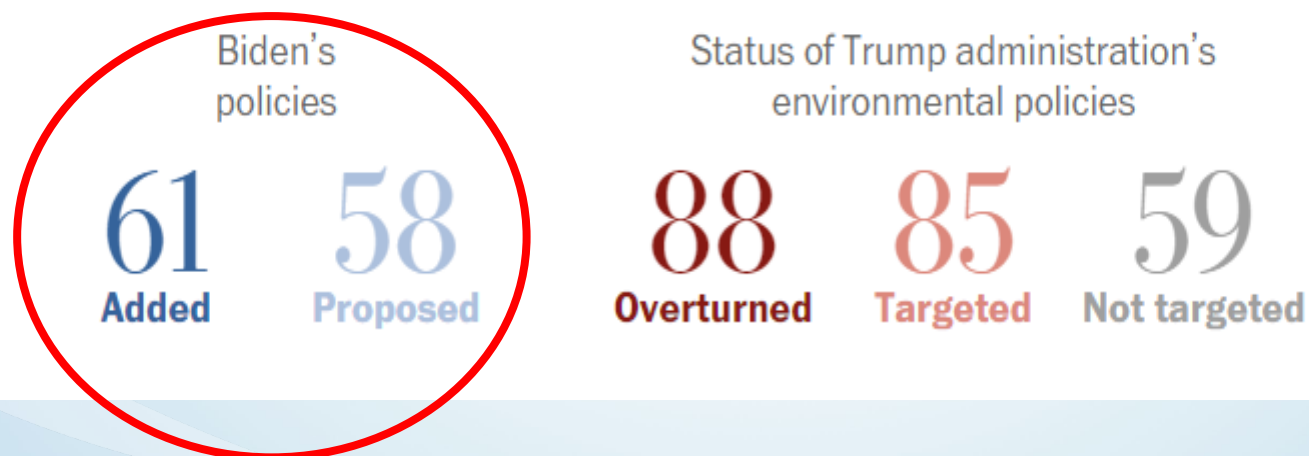 Biden's
policies
61
Added
58
Proposed
Status of Trump administration's
environmental policies
88
Overturned
85
Targeted
59
Not targeted